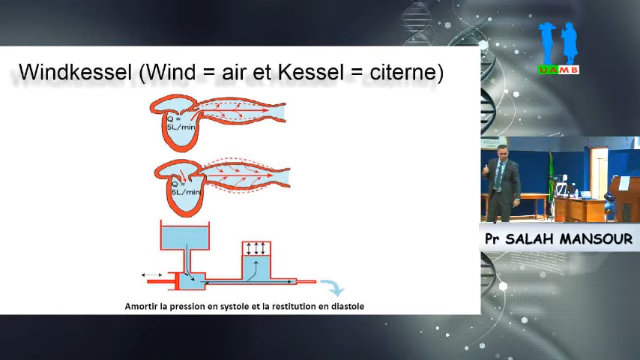 Windkessel (Wind = air et Kessel = citerne)
Q =
5L/min
Q =
5L/min
Amortir la pression en systole et la restitution en diastole
UAMB
Pr SALAH MANSOUR